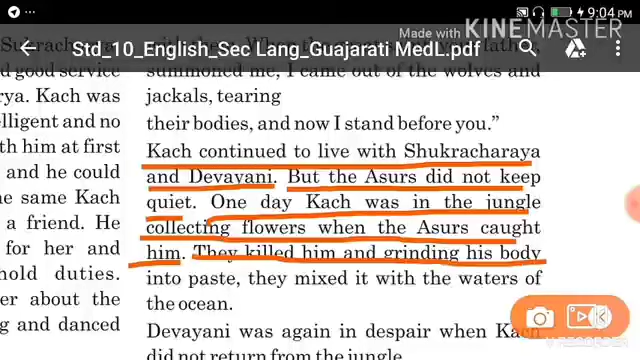 9:04 PM
Made with KINEMASTER
Std_10_English_Sec Lang_Guajarati MedL.pdf
Sukrachara
d good service
rya. Kach was
elligent and no
th him at first
and he could
e same Kach
a friend. He
for her and
hold duties.
er about the
g and danced
summoned me, I came out of the wolves and
jackals, tearing
their bodies, and now I stand before you.”
Kach continued to live with Shukracharaya
and Devayani. But the Asurs did not keep
quiet. One day Kach was in the jungle
collecting flowers when the Asurs caught
him. They killed him and grinding his body
into paste, they mixed it with the waters of
the ocean.
Devayani was again in despair when Kach
did not return from the jungle.